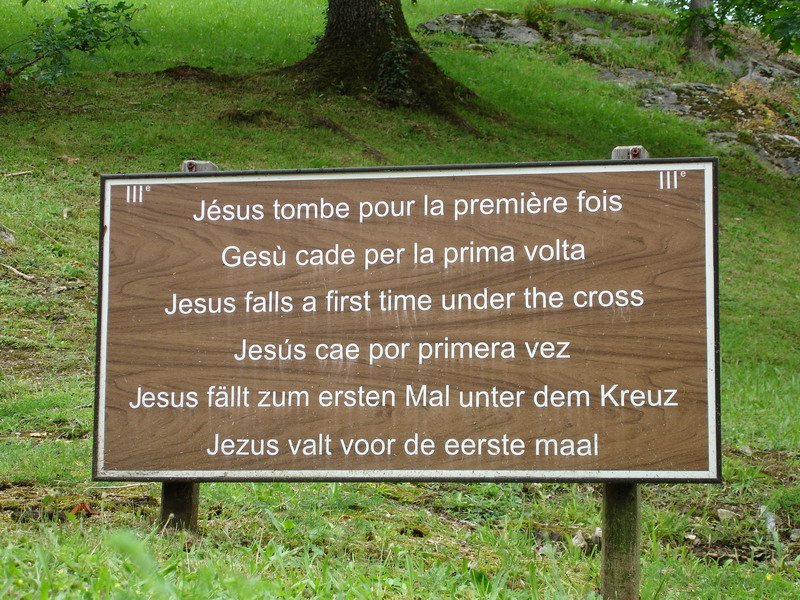 IIIe IIIe
Jésus tombe pour la première fois
Gesù cade per la prima volta
Jesus falls a first time under the cross
Jesús cae por primera vez
Jesus fällt zum ersten Mal unter dem Kreuz
Jezus valt voor de eerste maal